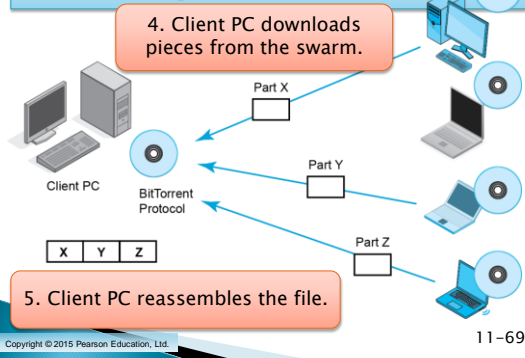 4. Client PC downloads
pieces from the swarm.
Part X
Part Y
Client PC
BitTorrent
Protocol
Part Z
X Y Z
5. Client PC reassembles the file.
Copyright © 2015 Pearson Education, Ltd.
11-69